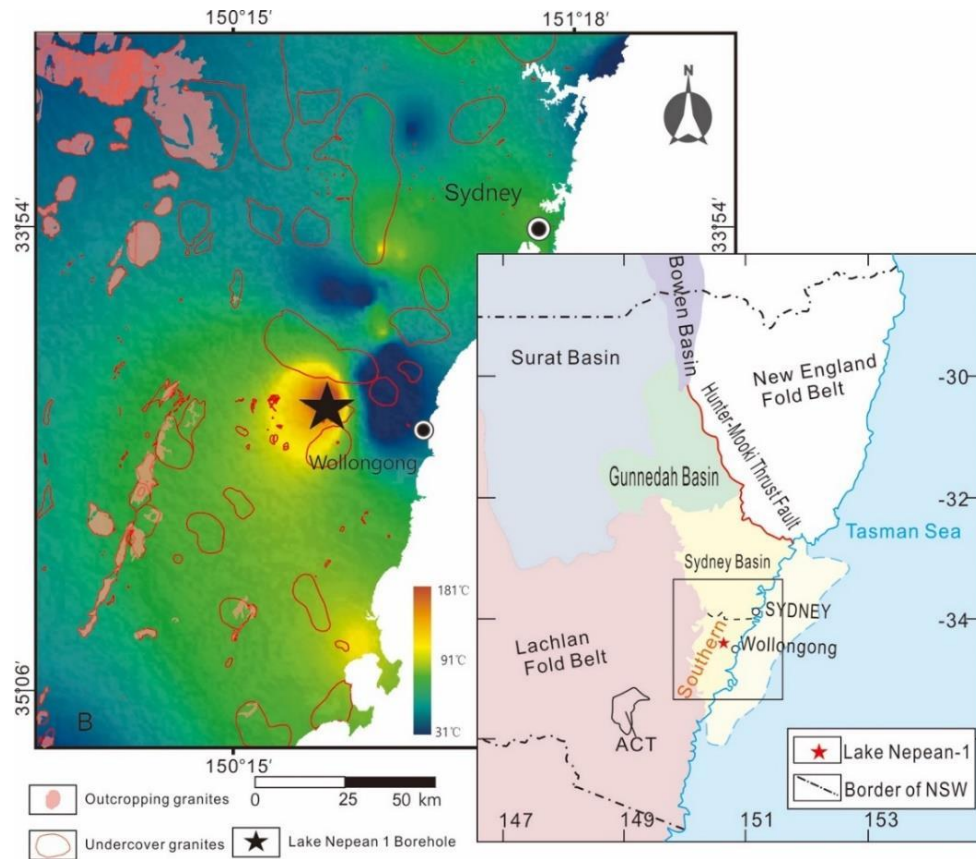 150°15′
151°18′
N
Sydney
33°54′
33°54′
Wollongong
181℃
91℃
31℃
35°06′
B
150°15′
0 25 50 km
Outcropping granites
Undercover granites
Lake Nepean 1 Borehole
Bowen Basin
Surat Basin
New England
Fold Belt
-30
Hunter-Mooki Thrust Fault
Gunnedah Basin
-32
Tasman Sea
Sydney Basin
SYDNEY
-34
Wollongong
Southern
Lachlan
Fold Belt
ACT
Lake Nepean-1
Border of NSW
147
149
151
153